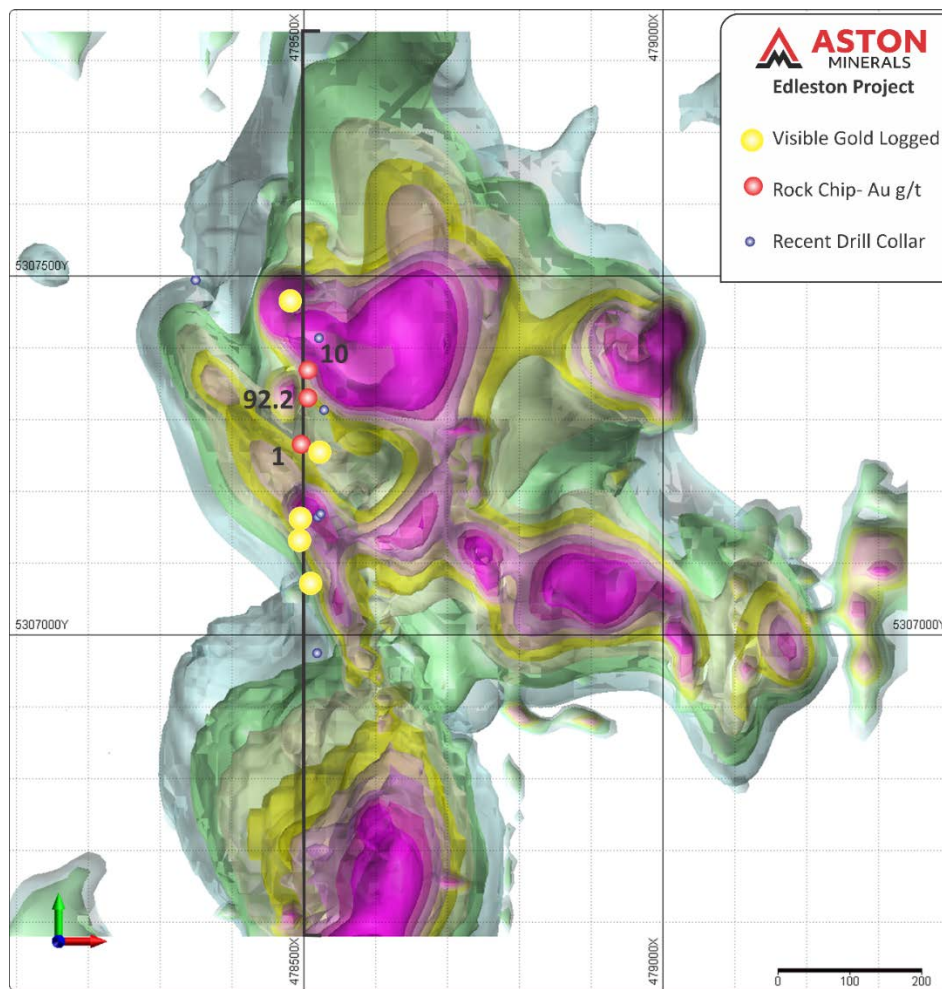 478500X
479000X
ASTON
MINERALS
Edleston Project
Visible Gold Logged
Rock Chip- Au g/t
Recent Drill Collar
5307500Y
5307500Y
10
92.2
1
5307000Y
5307000Y
478500X
479000X
0 100 200